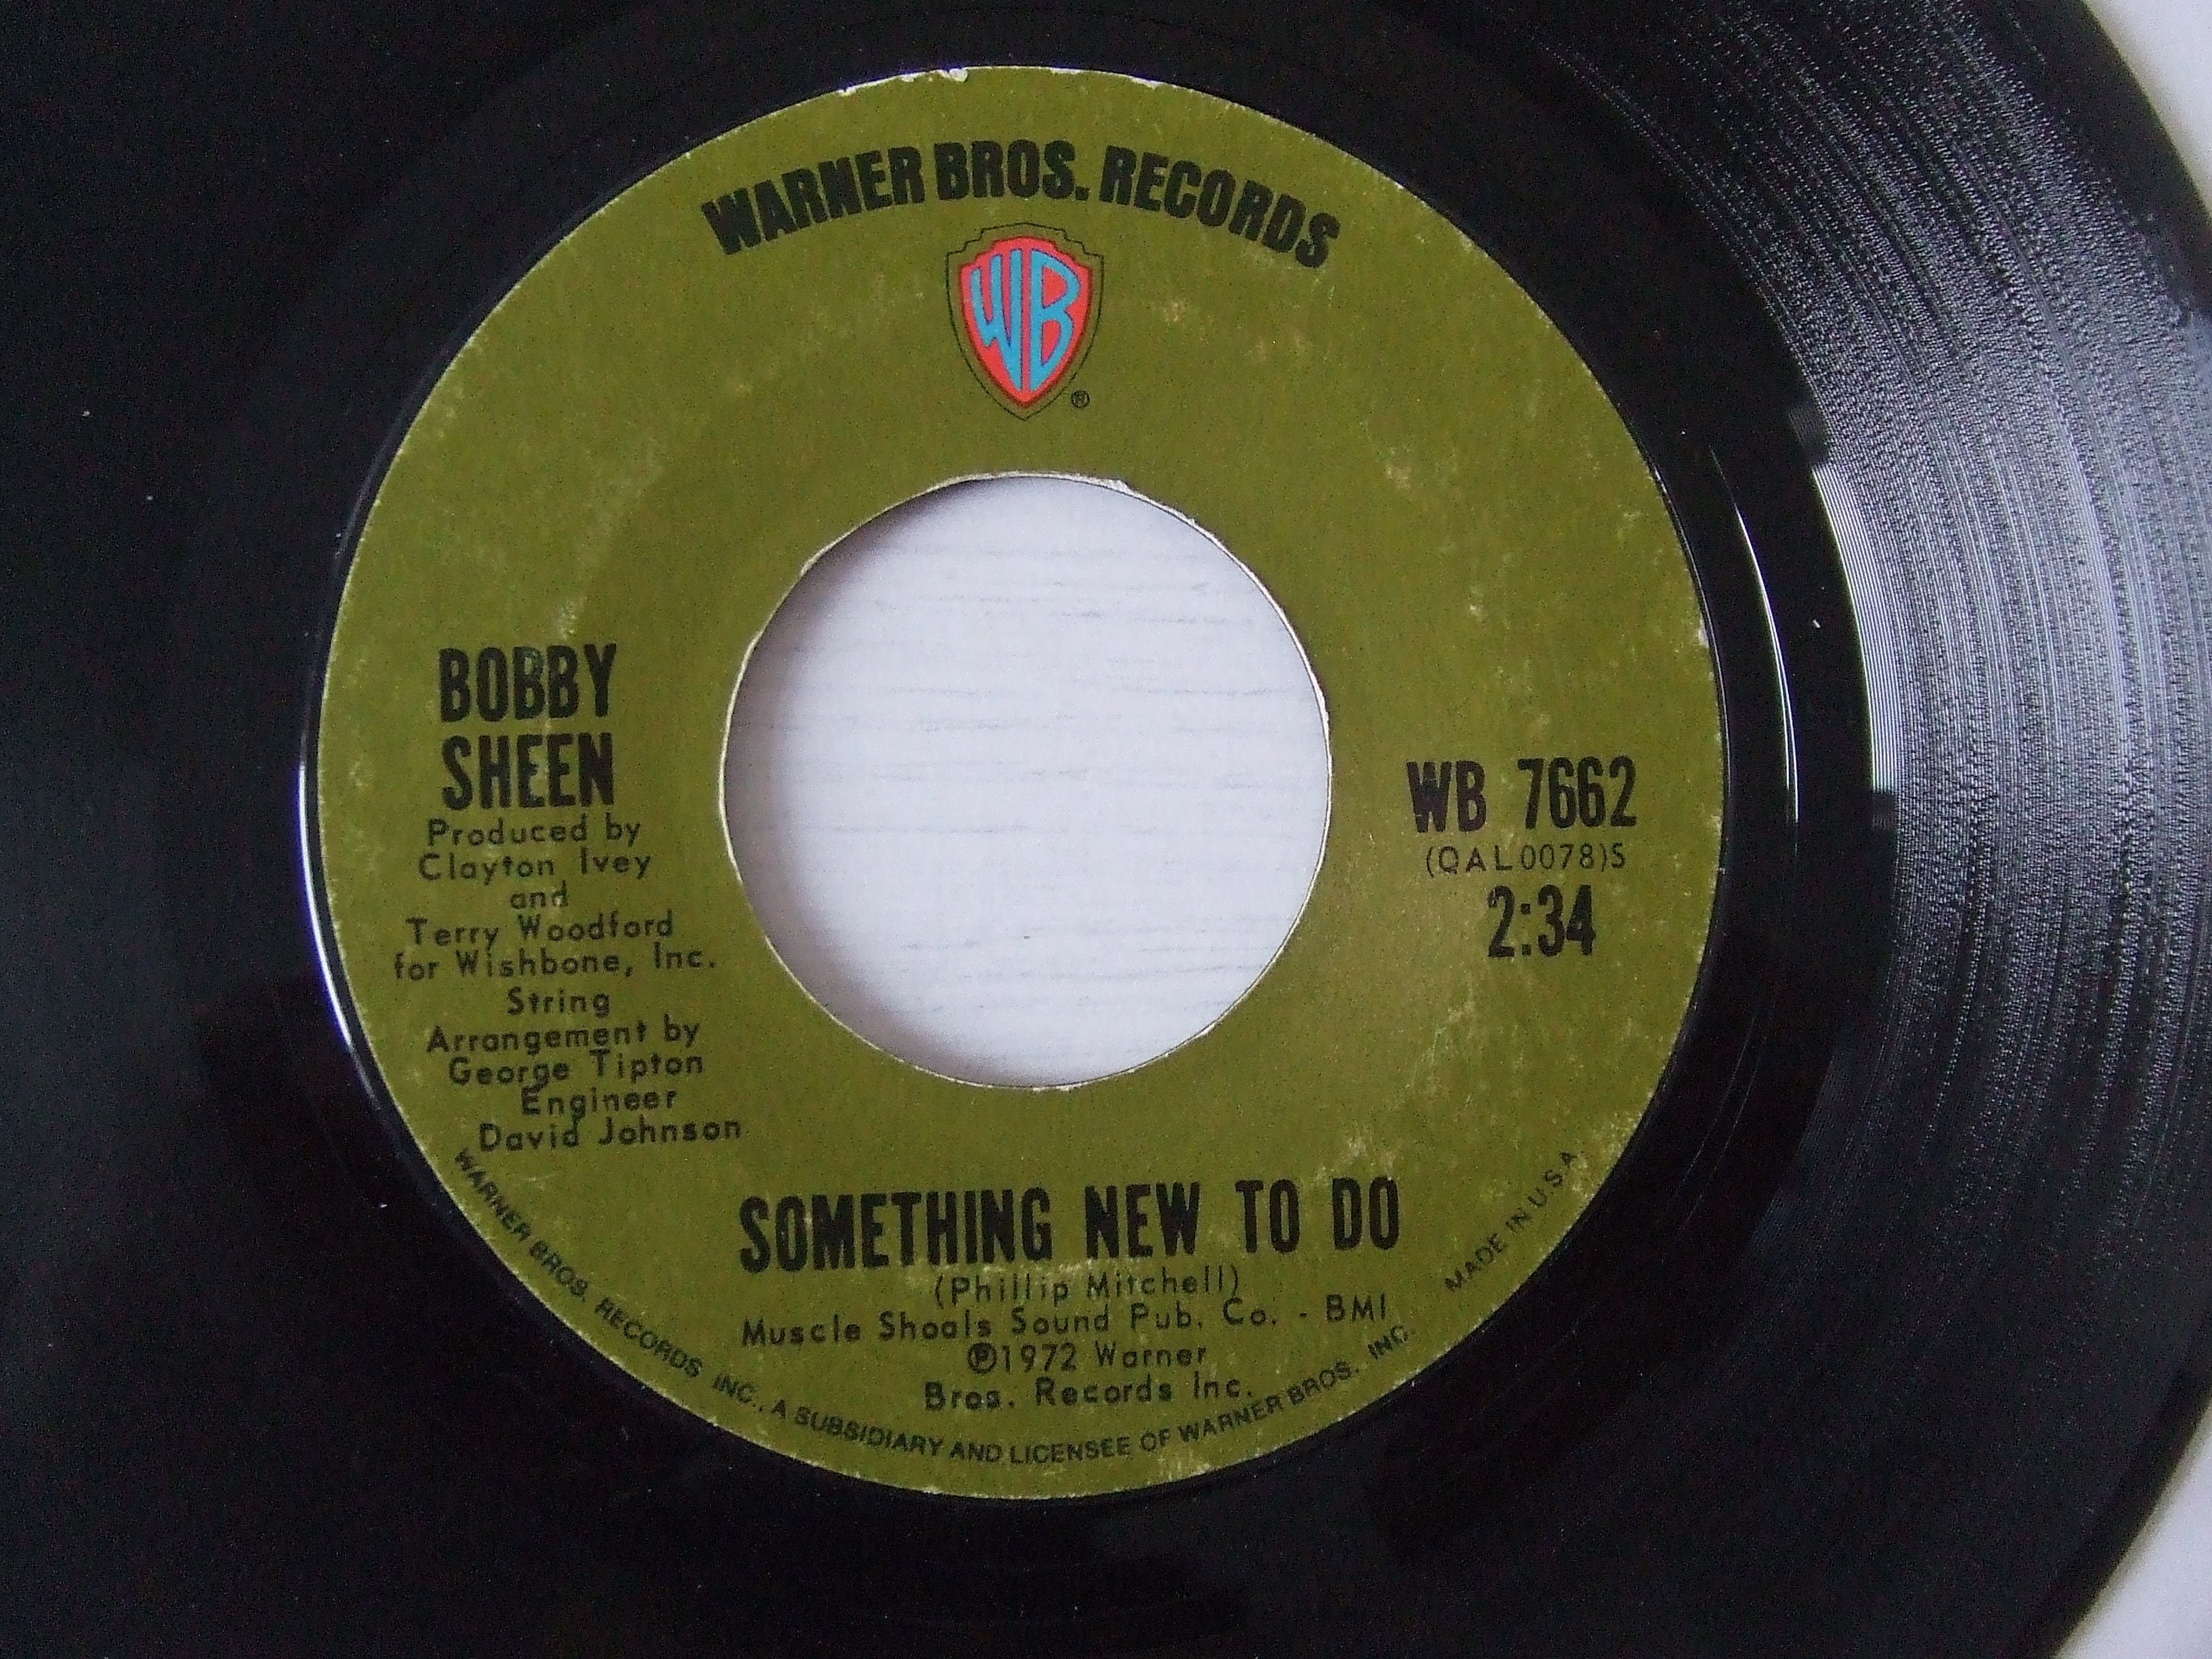 WARNER BROS. RECORDS
WB
®
BOBBY
SHEEN
Produced by
Clayton Ivey
and
Terry Woodford
for Wishbone, Inc.
String
Arrangement by
George Tipton
Engineer
David Johnson
WB 7662
(QAL0078)S
2:34
SOMETHING NEW TO DO
(Phillip Mitchell)
Muscle Shoals Sound Pub. Co. - BMI
℗1972 Warner
Bros. Records Inc.
WARNER BROS. RECORDS INC., A SUBSIDIARY AND LICENSEE OF WARNER BROS. INC.
MADE IN U.S.A.